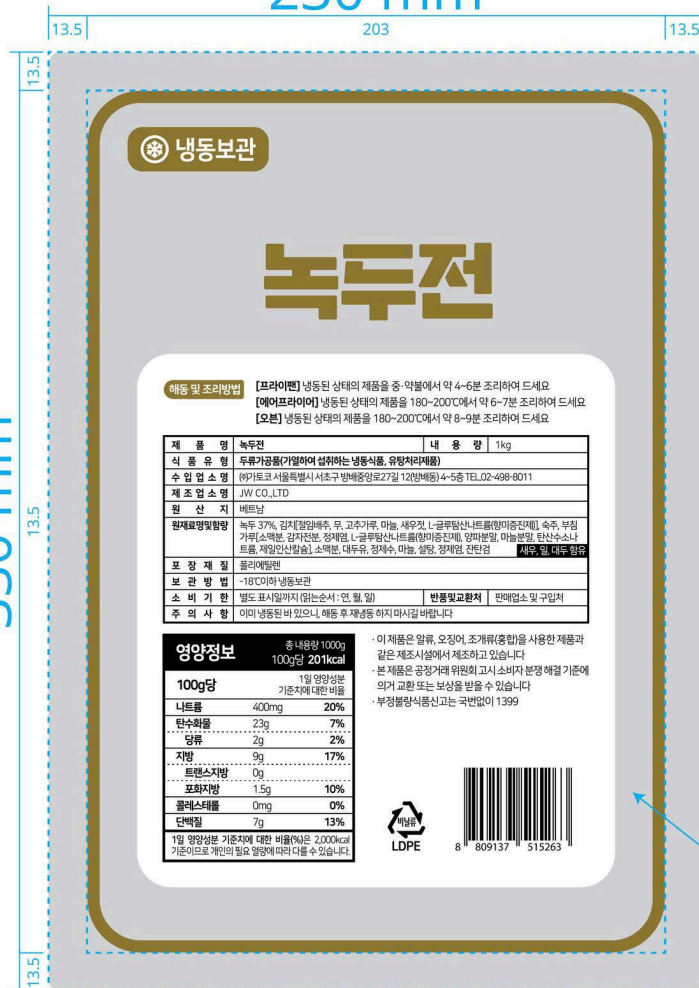 13.5
203
13.5
13.5
13.5
13.5
냉동보관
녹두전
해동 및 조리방법
[프라이팬] 냉동된 상태의 제품을 중·약불에서 약 4~6분 조리하여 드세요
[에어프라이어] 냉동된 상태의 제품을 180~200℃에서 약 6~7분 조리하여 드세요
[오븐] 냉동된 상태의 제품을 180~200℃에서 약 8~9분 조리하여 드세요
제품명 녹두전 내용량 1kg
식품유형 두류가공품(가열하여 섭취하는 냉동식품, 유탕처리제품)
수입업소명 ㈜가토코 서울특별시 서초구 방배중앙로27길 12(방배동) 4~5층 TEL.02-498-8011
제조업소명 JW CO.,LTD
원산지 베트남
원재료명및함량 녹두 37%, 김치[절임배추, 무, 고추가루, 마늘, 새우젓, L-글루탐산나트륨(향미증진제)], 숙주, 부침
가루[소맥분, 감자전분, 정제염, L-글루탐산나트륨(향미증진제), 양파분말, 마늘분말, 탄산수소나
트륨, 제일인산칼슘], 소맥분, 대두유, 정제수, 마늘, 설탕, 정제염, 잔탄검 새우, 밀, 대두 함유
포장재질 폴리에틸렌
보관방법 -18℃이하 냉동보관
소비기한 별도 표시일까지 (읽는순서 : 연, 월, 일) 반품및교환처 판매업소 및 구입처
주의사항 이미 냉동된 바 있으니, 해동 후 재냉동 하지 마시길 바랍니다
영양정보
총 내용량 1000g
100g당 201kcal
100g당
1일 영양성분
기준치에 대한 비율
나트륨 400mg 20%
탄수화물 23g 7%
당류 2g 2%
지방 9g 17%
트랜스지방 0g
포화지방 1.5g 10%
콜레스테롤 0mg 0%
단백질 7g 13%
1일 영양성분 기준치에 대한 비율(%)은 2,000kcal
기준이므로 개인의 필요 열량에 따라 다를 수 있습니다.
· 이 제품은 알류, 오징어, 조개류(홍합)을 사용한 제품과
같은 제조시설에서 제조하고 있습니다
· 본 제품은 공정거래 위원회 고시 소비자 분쟁 해결 기준에
의거 교환 또는 보상을 받을 수 있습니다
· 부정불량식품신고는 국번없이 1399
비닐류
LDPE
8 809137 515263